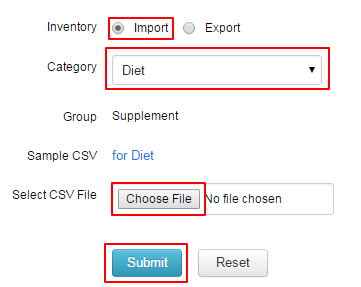 Inventory Import Export
Category Diet
Group Supplement
Sample CSV for Diet
Select CSV File Choose File No file chosen
Submit Reset